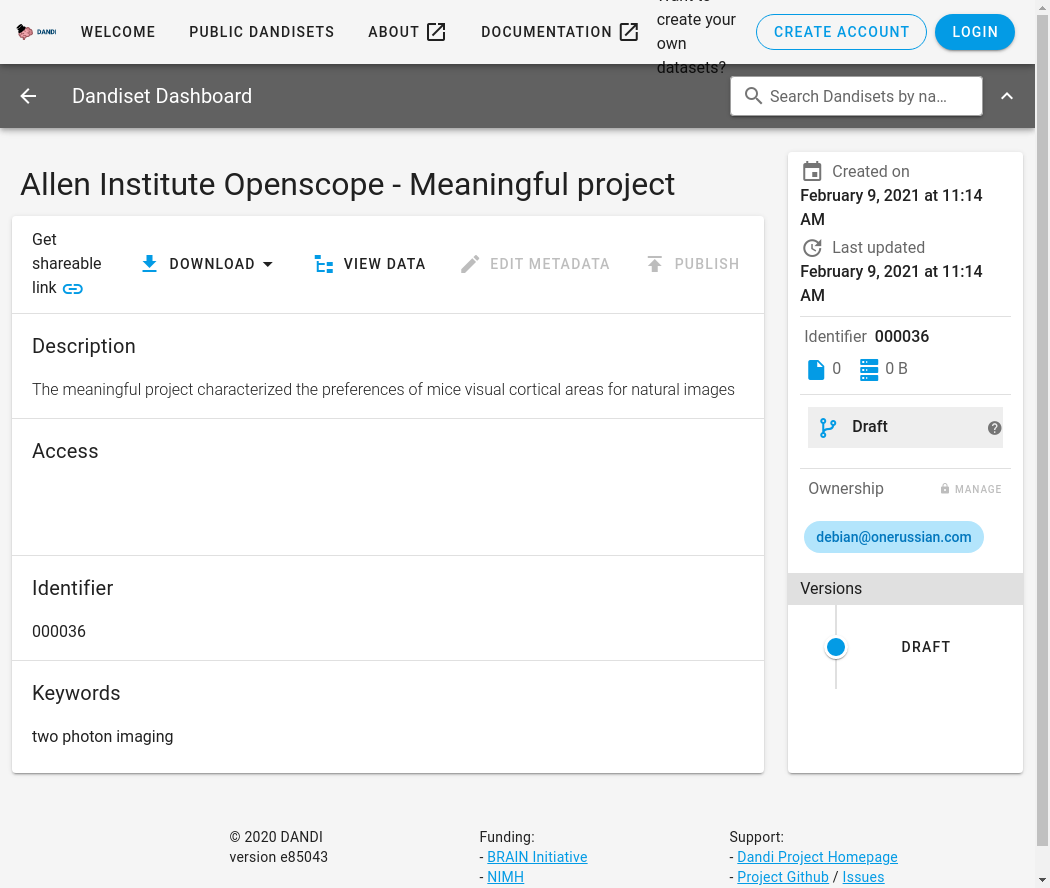 DANDI
WELCOME
PUBLIC DANDISETS
ABOUT
DOCUMENTATION
create your
own
datasets?
CREATE ACCOUNT
LOGIN
Dandiset Dashboard
Search Dandisets by na...
Allen Institute Openscope - Meaningful project
Get
shareable
link
DOWNLOAD
VIEW DATA
EDIT METADATA
PUBLISH
Description
The meaningful project characterized the preferences of mice visual cortical areas for natural images
Access
Identifier
000036
Keywords
two photon imaging
Created on
February 9, 2021 at 11:14
AM
Last updated
February 9, 2021 at 11:14
AM
Identifier 000036
0
0 B
Draft
Ownership
MANAGE
debian@onerussian.com
Versions
DRAFT
© 2020 DANDI
version e85043
Funding:
- BRAIN Initiative
- NIMH
Support:
- Dandi Project Homepage
- Project Github / Issues